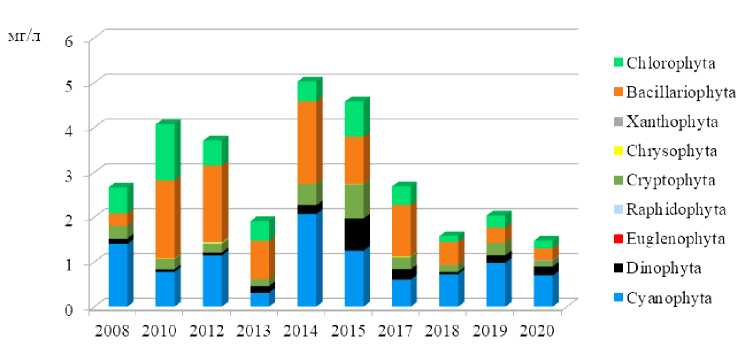 мг/л
6
5
4
3
2
1
0
2008 2010 2012 2013 2014 2015 2017 2018 2019 2020
Chlorophyta
Bacillariophyta
Xanthophyta
Chrysophyta
Cryptophyta
Raphidophyta
Euglenophyta
Dinophyta
Cyanophyta